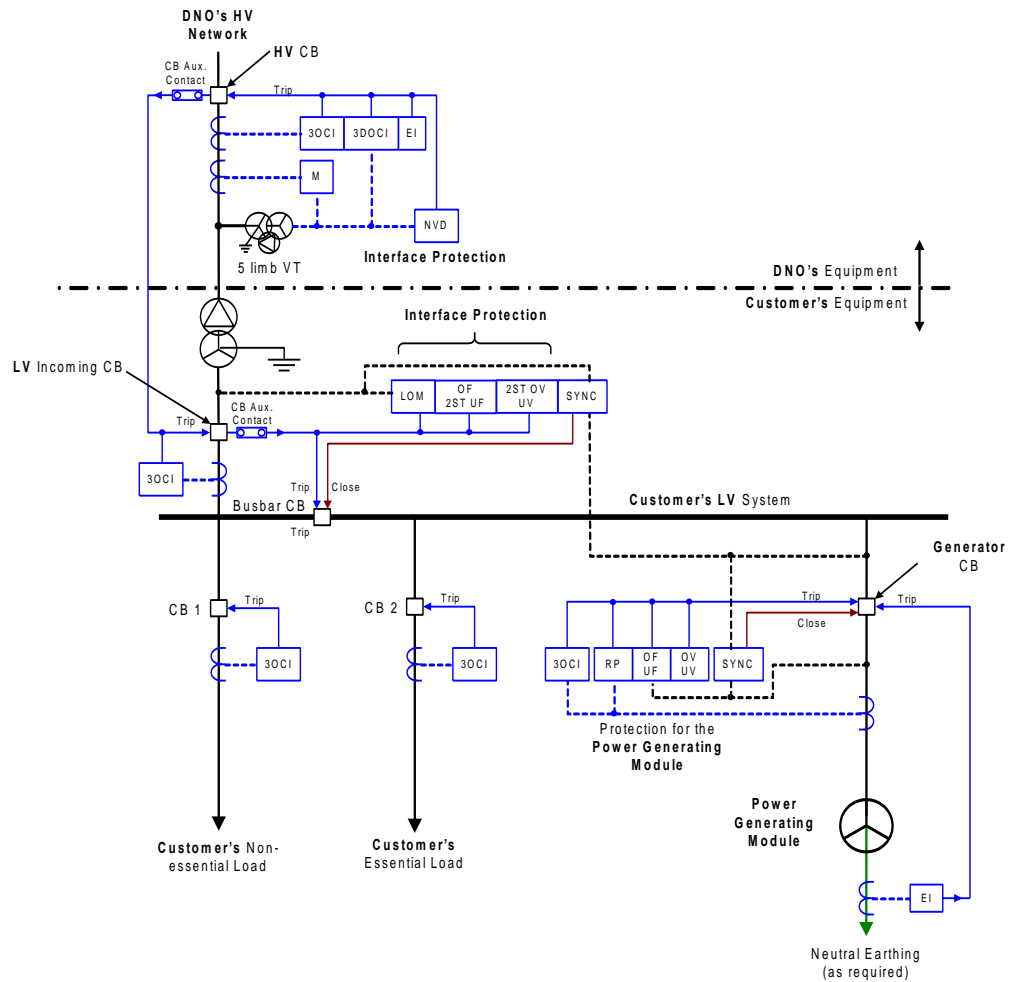 DNO's HV
Network
HV CB
CB Aux.
Contact
Trip
3OCI
3DOCI
EI
M
NVD
5 limb VT
Interface Protection
DNO's Equipment
Customer's Equipment
Interface Protection
LV Incoming CB
LOM
OF
2ST UF
2ST OV
UV
SYNC
Trip
CB Aux.
Contact
3OCI
Trip
Close
Busbar CB
Trip
Customer's LV System
Generator
CB
CB 1
Trip
3OCI
CB 2
Trip
3OCI
Trip
Close
Trip
3OCI
RP
OF
UF
OV
UV
SYNC
Protection for the
Power Generating
Module
Power
Generating
Module
Customer's Non-
essential Load
Customer's
Essential Load
EI
Neutral Earthing
(as required)